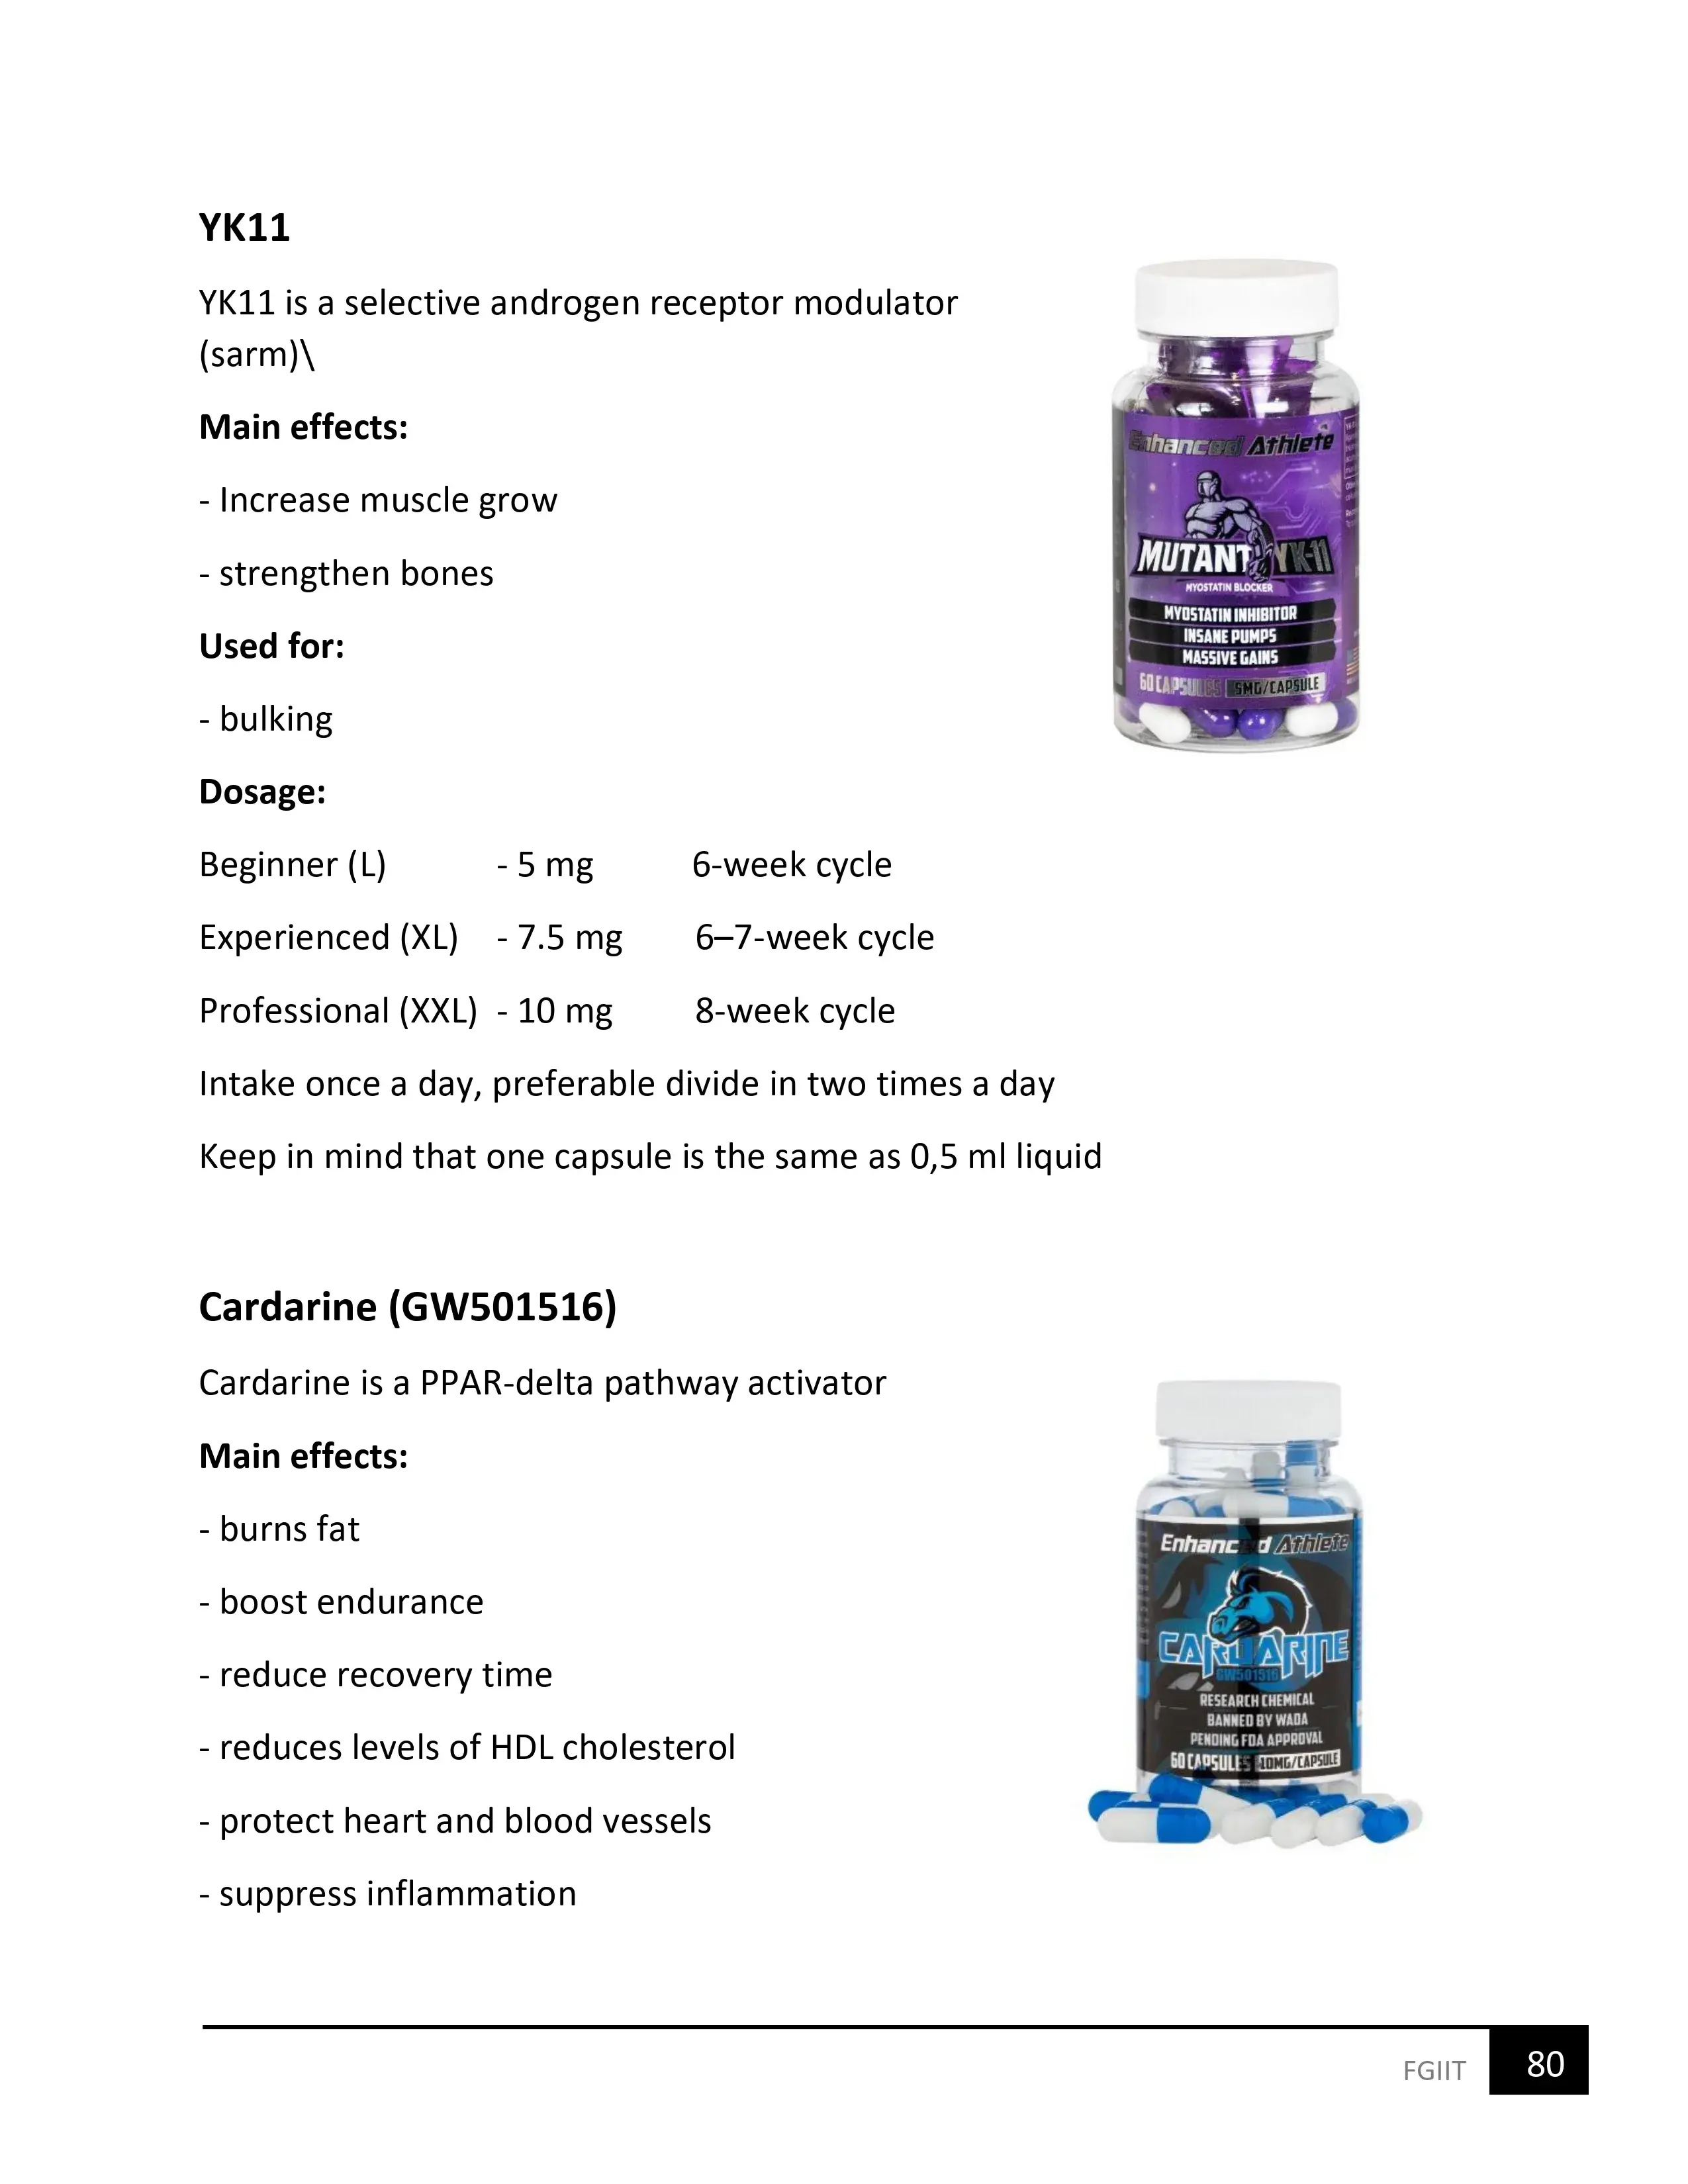 YK11
YK11 is a selective androgen receptor modulator
(sarm)\
Main effects:
- Increase muscle grow
- strengthen bones
Used for:
- bulking
Dosage:
Beginner (L) - 5 mg 6-week cycle
Experienced (XL) - 7.5 mg 6–7-week cycle
Professional (XXL) - 10 mg 8-week cycle
Intake once a day, preferable divide in two times a day
Keep in mind that one capsule is the same as 0,5 ml liquid
Enhanced Athlete
MUTANT YK-11
MYOSTATIN BLOCKER
MYOSTATIN INHIBITOR
INSANE PUMPS
MASSIVE GAINS
60 CAPSULES 5MG/CAPSULE
Cardarine (GW501516)
Cardarine is a PPAR-delta pathway activator
Main effects:
- burns fat
- boost endurance
- reduce recovery time
- reduces levels of HDL cholesterol
- protect heart and blood vessels
- suppress inflammation
Enhanced Athlete
CARDARINE
GW501516
RESEARCH CHEMICAL
BANNED BY WADA
PENDING FDA APPROVAL
60 CAPSULES 10MG/CAPSULE
FGIIT 80